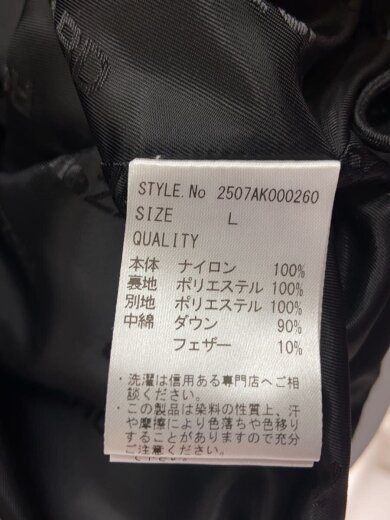 STYLE.No 2507AK000260
SIZE L
QUALITY
本体 ナイロン 100%
裏地 ポリエステル 100%
別地 ポリエステル 100%
中綿 ダウン 90%
フェザー 10%
・洗濯は信用ある専門店へご相
談ください。
・この製品は染料の性質上、汗
や摩擦により色落ちや色移り
することがありますので充分
ご注意ください。